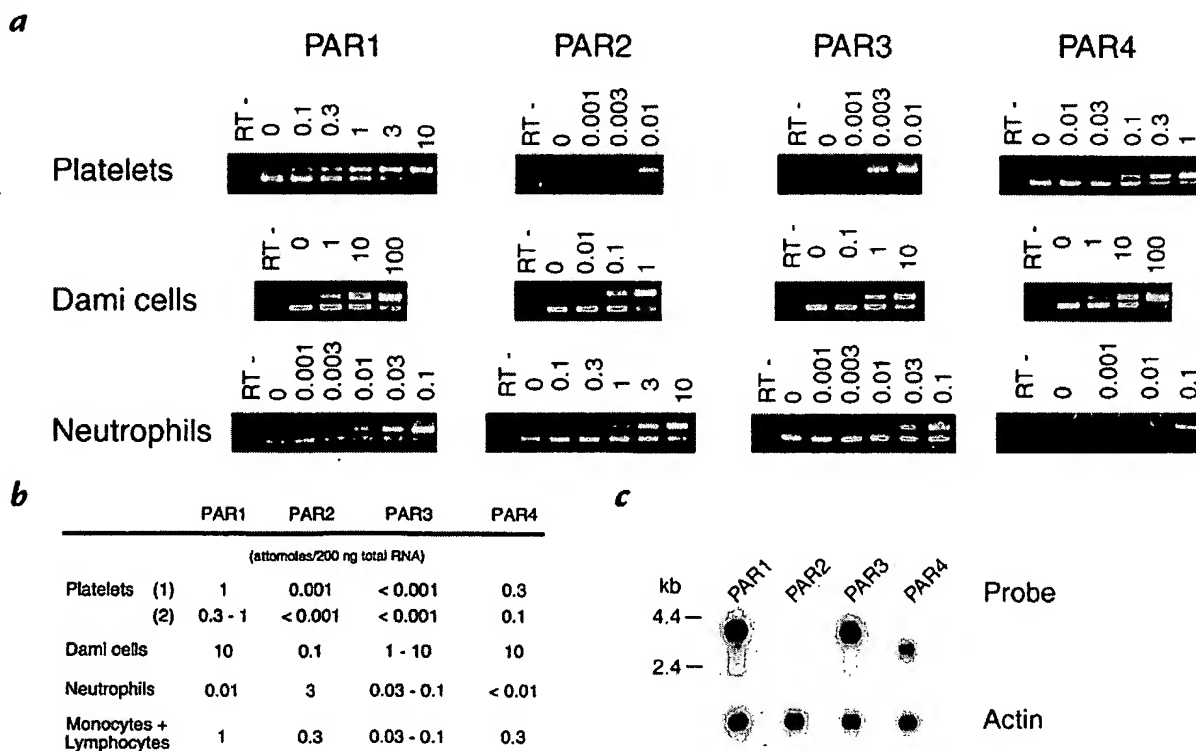 a
PAR1 PAR2 PAR3 PAR4
Platelets
RT - 0 0.1 0.3 1 3 10
RT - 0 0.001 0.003 0.01
RT - 0 0.001 0.003 0.01
RT - 0 0.01 0.03 0.1 0.3 1
Dami cells
RT - 0 1 10 100
RT - 0 0.01 0.1 1
RT - 0 0.1 1 10
RT - 0 1 10 100
Neutrophils
RT - 0 0.001 0.003 0.01 0.03 0.1
RT - 0 0.1 0.3 1 3 10
RT - 0 0.001 0.003 0.01 0.03 0.1
RT - 0 0.001 0.01 0.1
b
PAR1 PAR2 PAR3 PAR4
(attomoles/200 ng total RNA)
Platelets (1) 1 0.001 < 0.001 0.3
(2) 0.3 - 1 < 0.001 < 0.001 0.1
Dami cells 10 0.1 1 - 10 10
Neutrophils 0.01 3 0.03 - 0.1 < 0.01
Monocytes +
Lymphocytes 1 0.3 0.03 - 0.1 0.3
c
PAR1 PAR2 PAR3 PAR4 Probe
kb
4.4
2.4
Actin